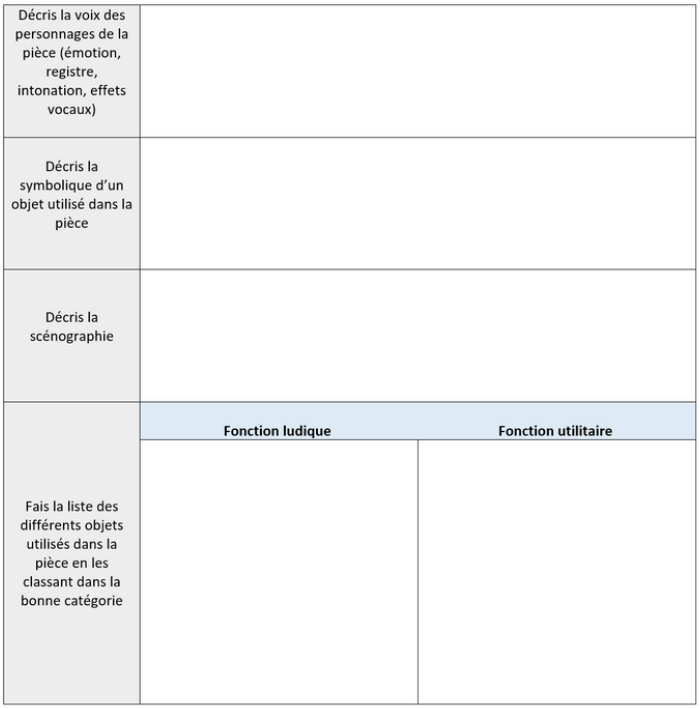 Décris la voix des
personnages de la
pièce (émotion,
registre,
intonation, effets
vocaux)
Décris la
symbolique d’un
objet utilisé dans la
pièce
Décris la
scénographie
Fonction ludique
Fonction utilitaire
Fais la liste des
différents objets
utilisés dans la
pièce en les
classant dans la
bonne catégorie